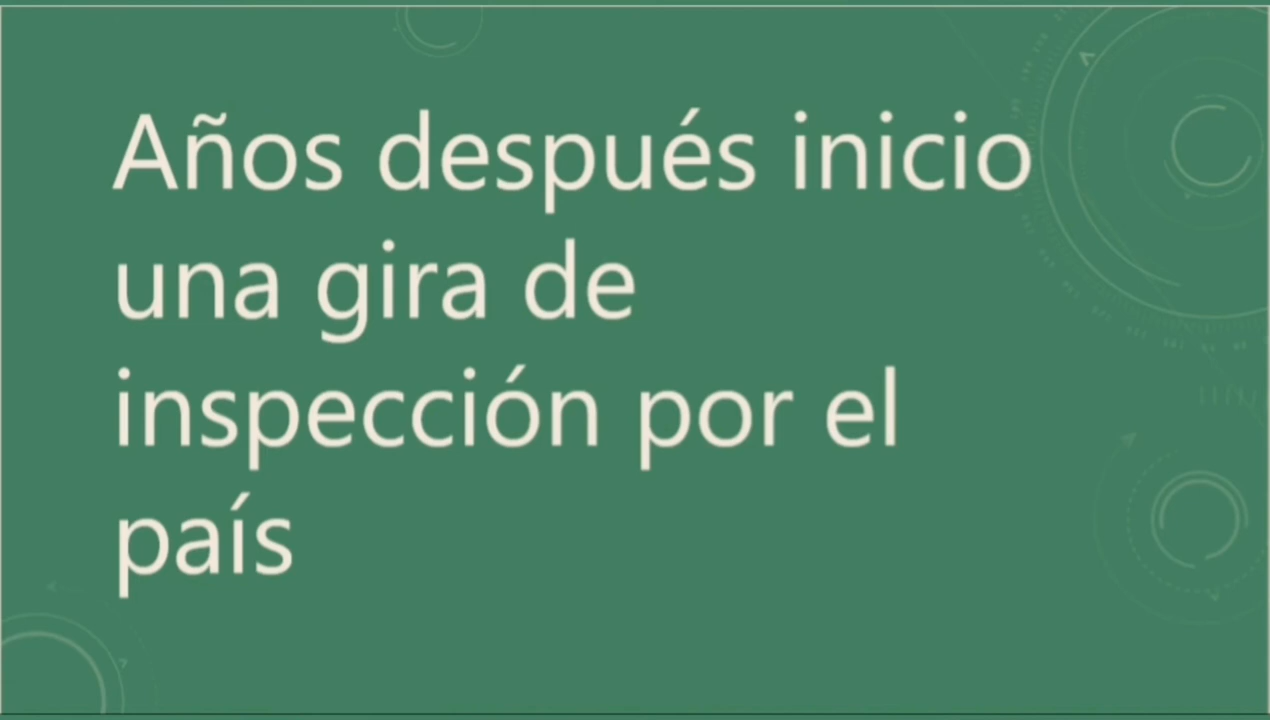 Años después inicio
una gira de
inspección por el
país